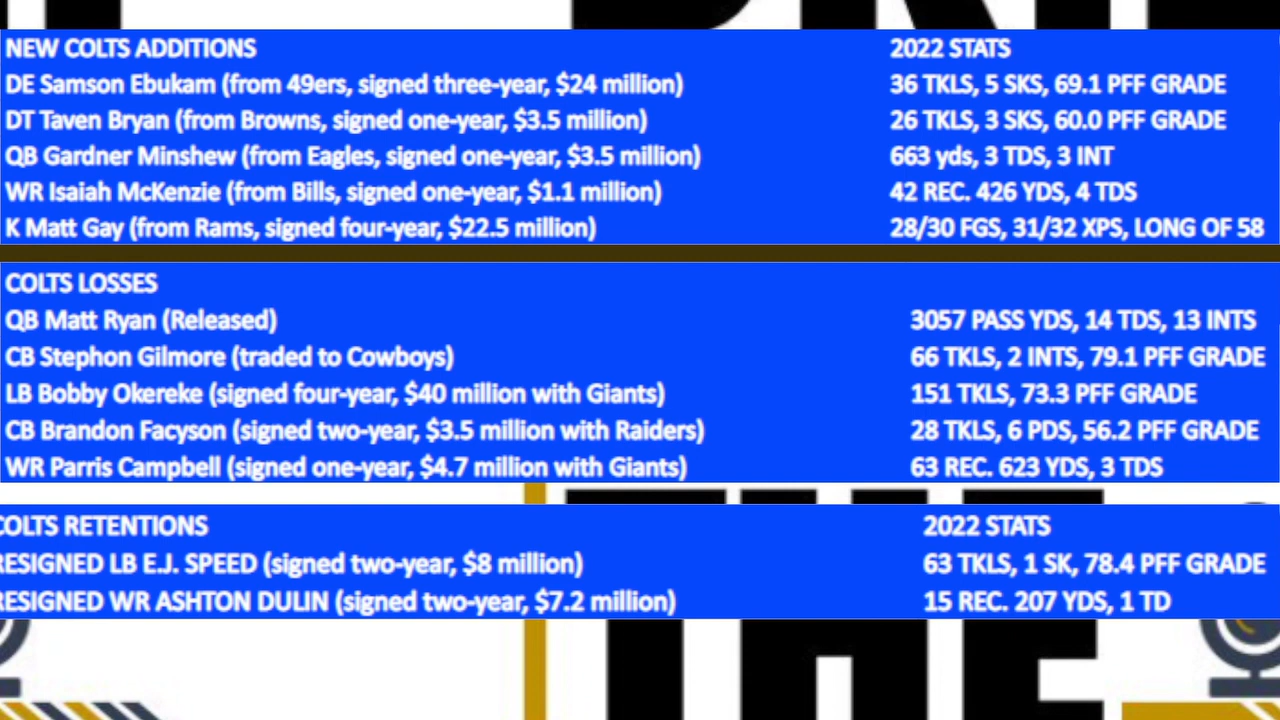 NEW COLTS ADDITIONS 2022 STATS
DE Samson Ebukam (from 49ers, signed three-year, $24 million) 36 TKLS, 5 SKS, 69.1 PFF GRADE
DT Taven Bryan (from Browns, signed one-year, $3.5 million) 26 TKLS, 3 SKS, 60.0 PFF GRADE
QB Gardner Minshew (from Eagles, signed one-year, $3.5 million) 663 yds, 3 TDS, 3 INT
WR Isaiah McKenzie (from Bills, signed one-year, $1.1 million) 42 REC. 426 YDS, 4 TDS
K Matt Gay (from Rams, signed four-year, $22.5 million) 28/30 FGS, 31/32 XPS, LONG OF 58
COLTS LOSSES
QB Matt Ryan (Released) 3057 PASS YDS, 14 TDS, 13 INTS
CB Stephon Gilmore (traded to Cowboys) 66 TKLS, 2 INTS, 79.1 PFF GRADE
LB Bobby Okereke (signed four-year, $40 million with Giants) 151 TKLS, 73.3 PFF GRADE
CB Brandon Facyson (signed two-year, $3.5 million with Raiders) 28 TKLS, 6 PDS, 56.2 PFF GRADE
WR Parris Campbell (signed one-year, $4.7 million with Giants) 63 REC. 623 YDS, 3 TDS
COLTS RETENTIONS 2022 STATS
RESIGNED LB E.J. SPEED (signed two-year, $8 million) 63 TKLS, 1 SK, 78.4 PFF GRADE
RESIGNED WR ASHTON DULIN (signed two-year, $7.2 million) 15 REC. 207 YDS, 1 TD